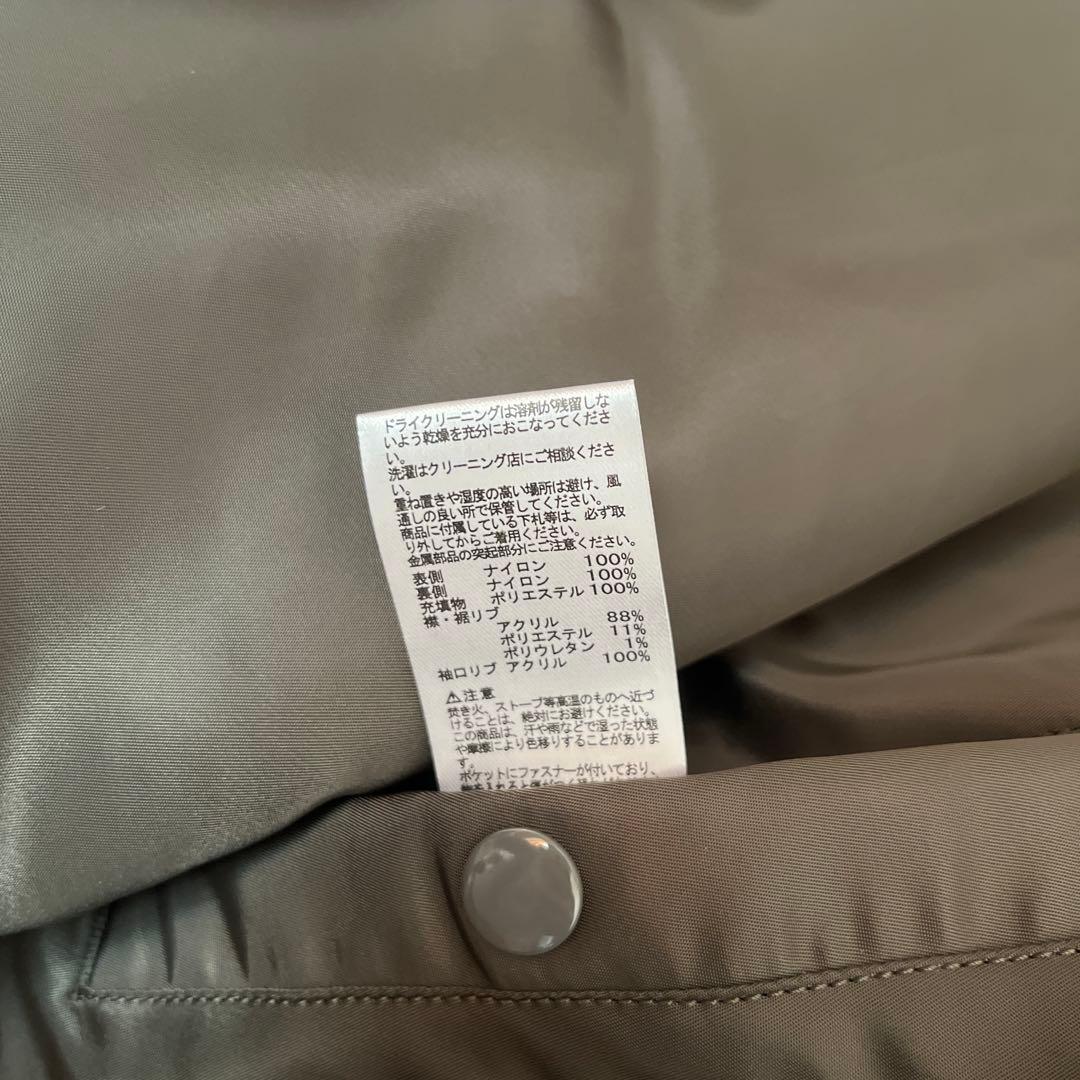 ドライクリーニングは溶剤が残留しな
いよう乾燥を充分におこなってくださ
い。
洗濯はクリーニング店にご相談くださ
い。
重ね置きや湿度の高い場所は避け、風
通しの良い所で保管してください。
商品に付属している下札等は、必ず取
り外してからご着用ください。
金属部品の突起部分にご注意ください。
表側 ナイロン 100%
裏側 ナイロン 100%
充填物 ポリエステル 100%
襟・裾リブ
アクリル 88%
ポリエステル 11%
ポリウレタン 1%
袖口リブ アクリル 100%
⚠注意
焚き火、ストーブ等高温のものへ近づ
けることは、絶対にお避けください。
この商品は、汗や雨などで湿った状態
や摩擦により色移りすることがありま
す。
ポケットにファスナーが付いており、